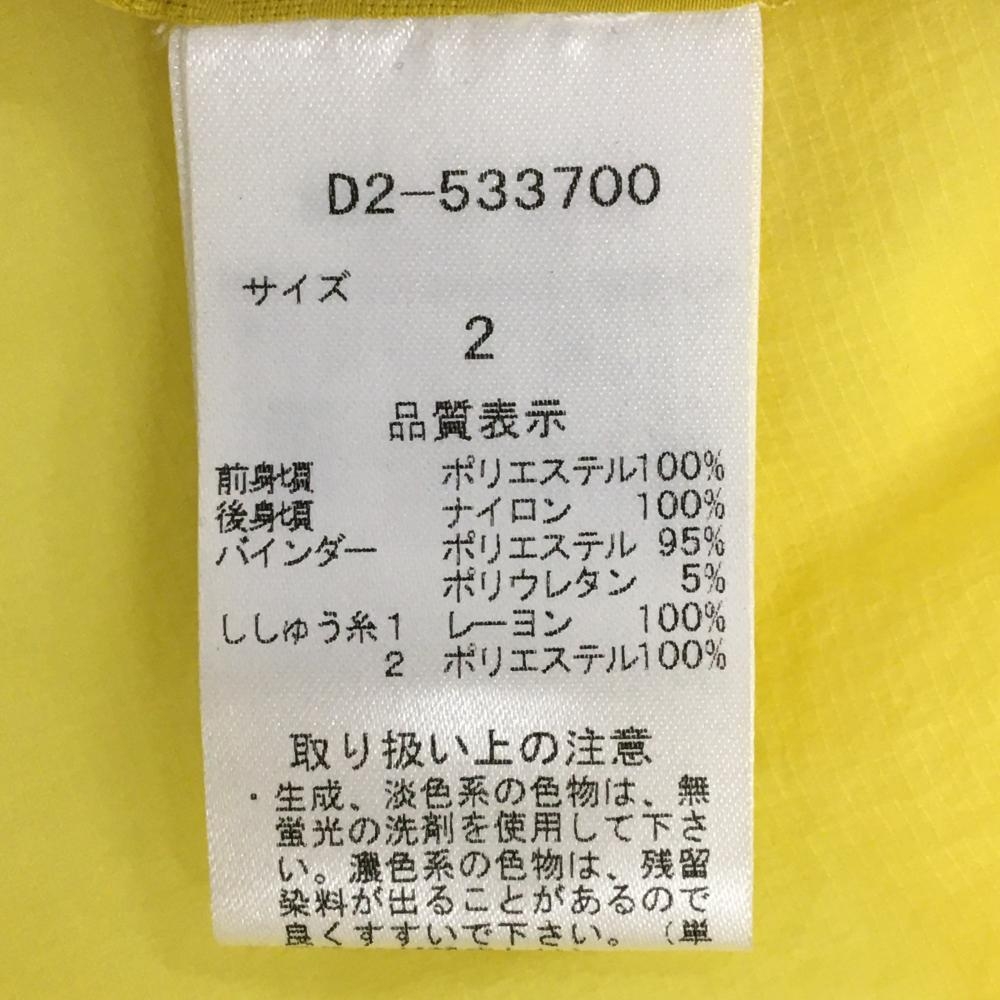 D2-533700
サイズ
2
品質表示
前身頃 ポリエステル100%
後身頃 ナイロン 100%
バインダー ポリエステル 95%
ポリウレタン 5%
ししゅう糸1 レーヨン 100%
2 ポリエステル100%
取り扱い上の注意
・生成、淡色系の色物は、無
蛍光の洗剤を使用して下さ
い。濃色系の色物は、残留
染料が出ることがあるので
良くすすいで下さい。（単